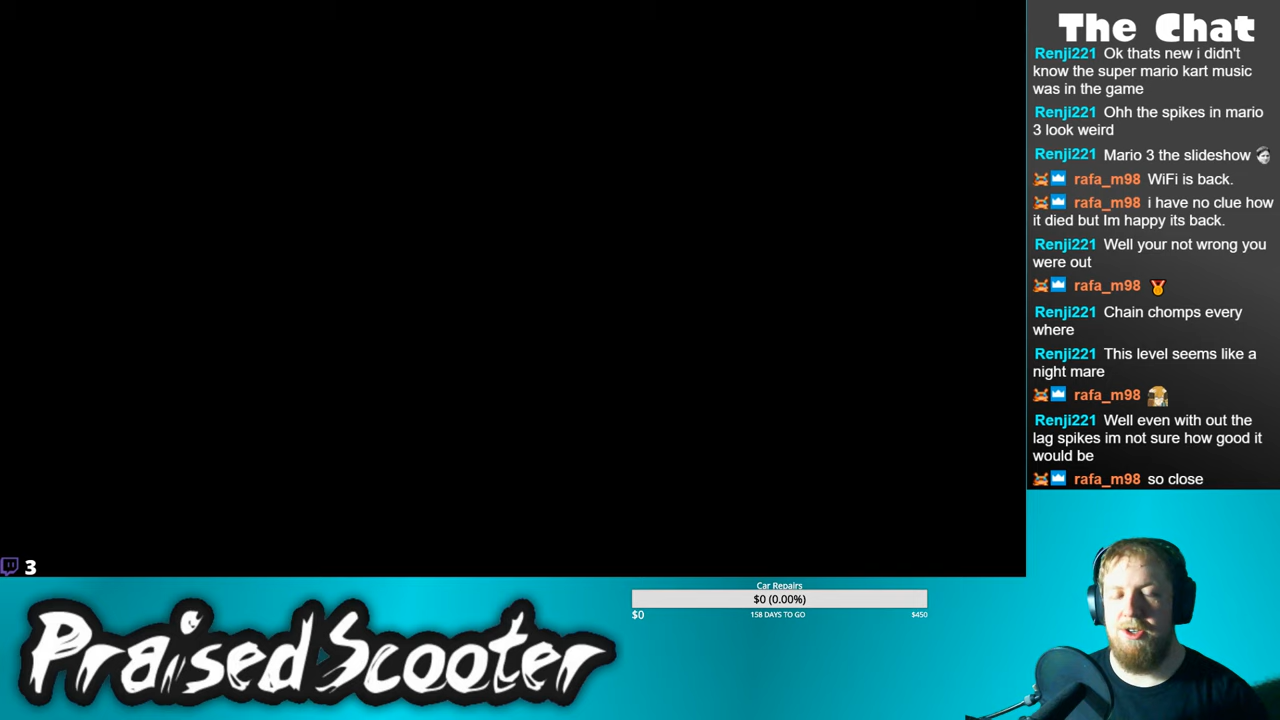 The Chat
Renji221 Ok thats new i didn't
know the super mario kart music
was in the game
Renji221 Ohh the spikes in mario
3 look weird
Renji221 Mario 3 the slideshow
rafa_m98 WiFi is back.
rafa_m98 i have no clue how
it died but Im happy its back.
Renji221 Well your not wrong you
were out
rafa_m98
Renji221 Chain chomps every
where
Renji221 This level seems like a
night mare
rafa_m98
Renji221 Well even with out the
lag spikes im not sure how good it
would be
rafa_m98 so close
3
Car Repairs
$0 (0.00%)
$0 158 DAYS TO GO $450
PraisedScooter